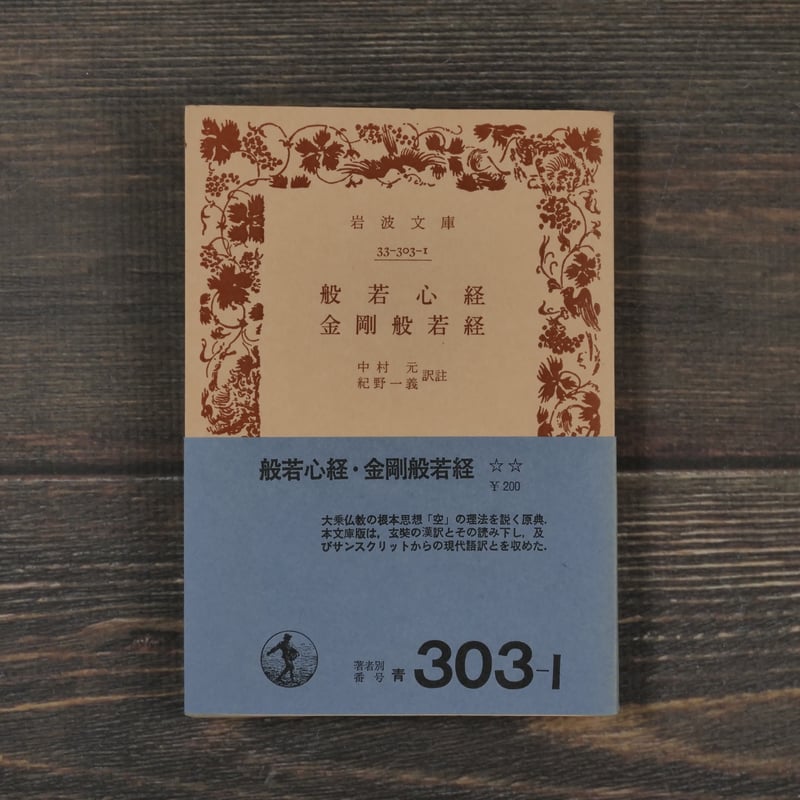 岩波文庫
33-303-1
般若心経
金剛般若経
中村 元
紀野一義 訳註
般若心経・金剛般若経 ☆☆
￥200
大乗仏教の根本思想「空」の理法を説く原典.
本文庫版は，玄奘の漢訳とその読み下し，及
びサンスクリットからの現代語訳とを収めた.
著者別
番号 青 303-1